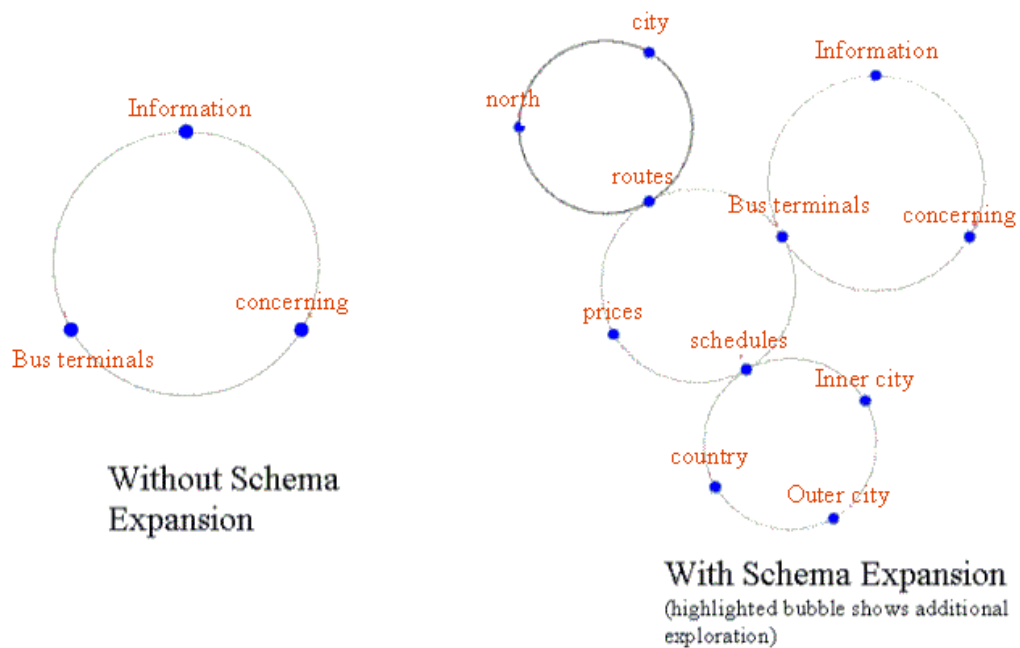 Information
concerning
Bus terminals
Without Schema
Expansion
city
Information
north
routes
Bus terminals
concerning
prices
schedules
Inner city
country
Outer city
With Schema Expansion
(highlighted bubble shows additional
exploration)